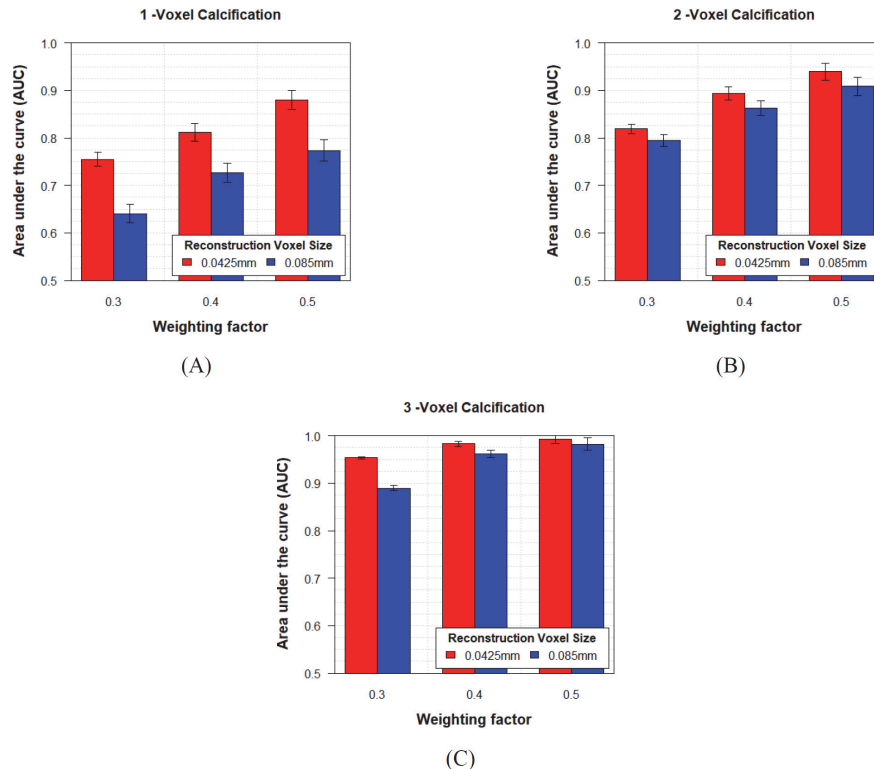 1 -Voxel Calcification
Area under the curve (AUC)
1.0
0.9
0.8
0.7
0.6
0.5
Reconstruction Voxel Size
0.0425mm 0.085mm
0.3 0.4 0.5
Weighting factor
(A)
2 -Voxel Calcification
Area under the curve (AUC)
1.0
0.9
0.8
0.7
0.6
0.5
Reconstruction Voxel Size
0.0425mm 0.085mm
0.3 0.4 0.5
Weighting factor
(B)
3 -Voxel Calcification
Area under the curve (AUC)
1.0
0.9
0.8
0.7
0.6
0.5
Reconstruction Voxel Size
0.0425mm 0.085mm
0.3 0.4 0.5
Weighting factor
(C)